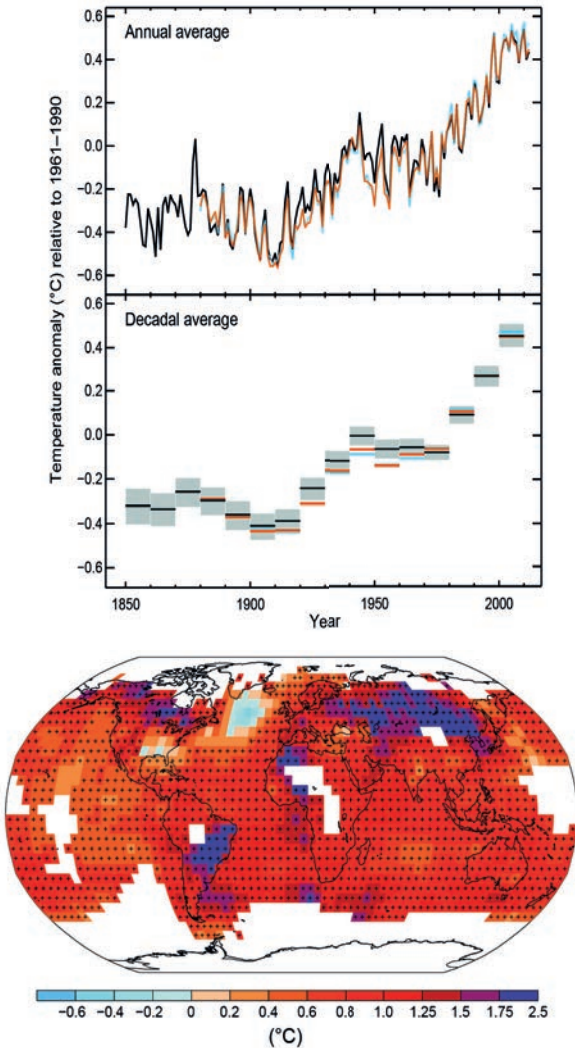 Annual average
0.6
0.4
0.2
0.0
−0.2
−0.4
−0.6
Temperature anomaly (°C) relative to 1961–1990
Decadal average
0.6
0.4
0.2
0.0
−0.2
−0.4
−0.6
1850 1900 1950 2000
Year
−0.6 −0.4 −0.2 0 0.2 0.4 0.6 0.8 1.0 1.25 1.5 1.75 2.5
(°C)